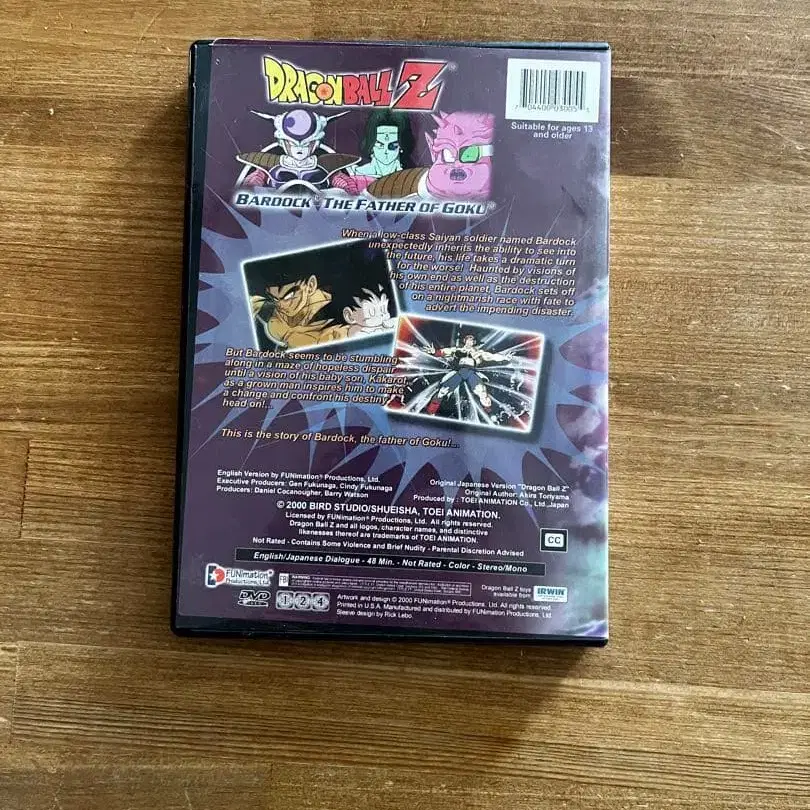 DRAGON BALL Z
7 04400 03005
Suitable for ages 13
and older
BARDOCK THE FATHER OF GOKU
When a low-class Saiyan soldier named Bardock
unexpectedly inherits the ability to see into
the future, his life takes a dramatic turn
for the worse! Haunted by visions of
his own end as well as the destruction
of his entire planet, Bardock sets off
on a nightmarish race with fate to
advert the impending disaster..
But Bardock seems to be stumbling
along in a maze of hopeless dispair
until a vision of his baby son, Kakarot
as a grown man inspires him to make
a change and confront his destiny
head on!...
This is the story of Bardock, the father of Goku!...
English Version by FUNimation® Productions, Ltd.
Executive Producers: Gen Fukunaga, Cindy Fukunaga
Producers: Daniel Cocanougher, Barry Watson
Original Japanese Version "Dragon Ball Z"
Original Author: Akira Toriyama
Produced by : TOEI ANIMATION Co., Ltd.,Japan
© 2000 BIRD STUDIO/SHUEISHA, TOEI ANIMATION.
Licensed by FUNimation® Productions, Ltd. All rights reserved.
Dragon Ball Z and all logos, character names, and distinctive
likenesses thereof are trademarks of TOEI ANIMATION.
Not Rated - Contains Some Violence and Brief Nudity - Parental Discretion Advised
CC
English/Japanese Dialogue - 48 Min. - Not Rated - Color - Stereo/Mono
FUNimation®
Productions, Ltd.
FBI WARNING
Dragon Ball Z toys
available from
IRWIN
DVD
VIDEO
1 2 4
Artwork and design © 2000 FUNimation® Productions, Ltd. All rights reserved.
Printed in U.S.A. Manufactured and distributed by FUNimation® Productions, Ltd.
Sleeve design by Rick Lebo.